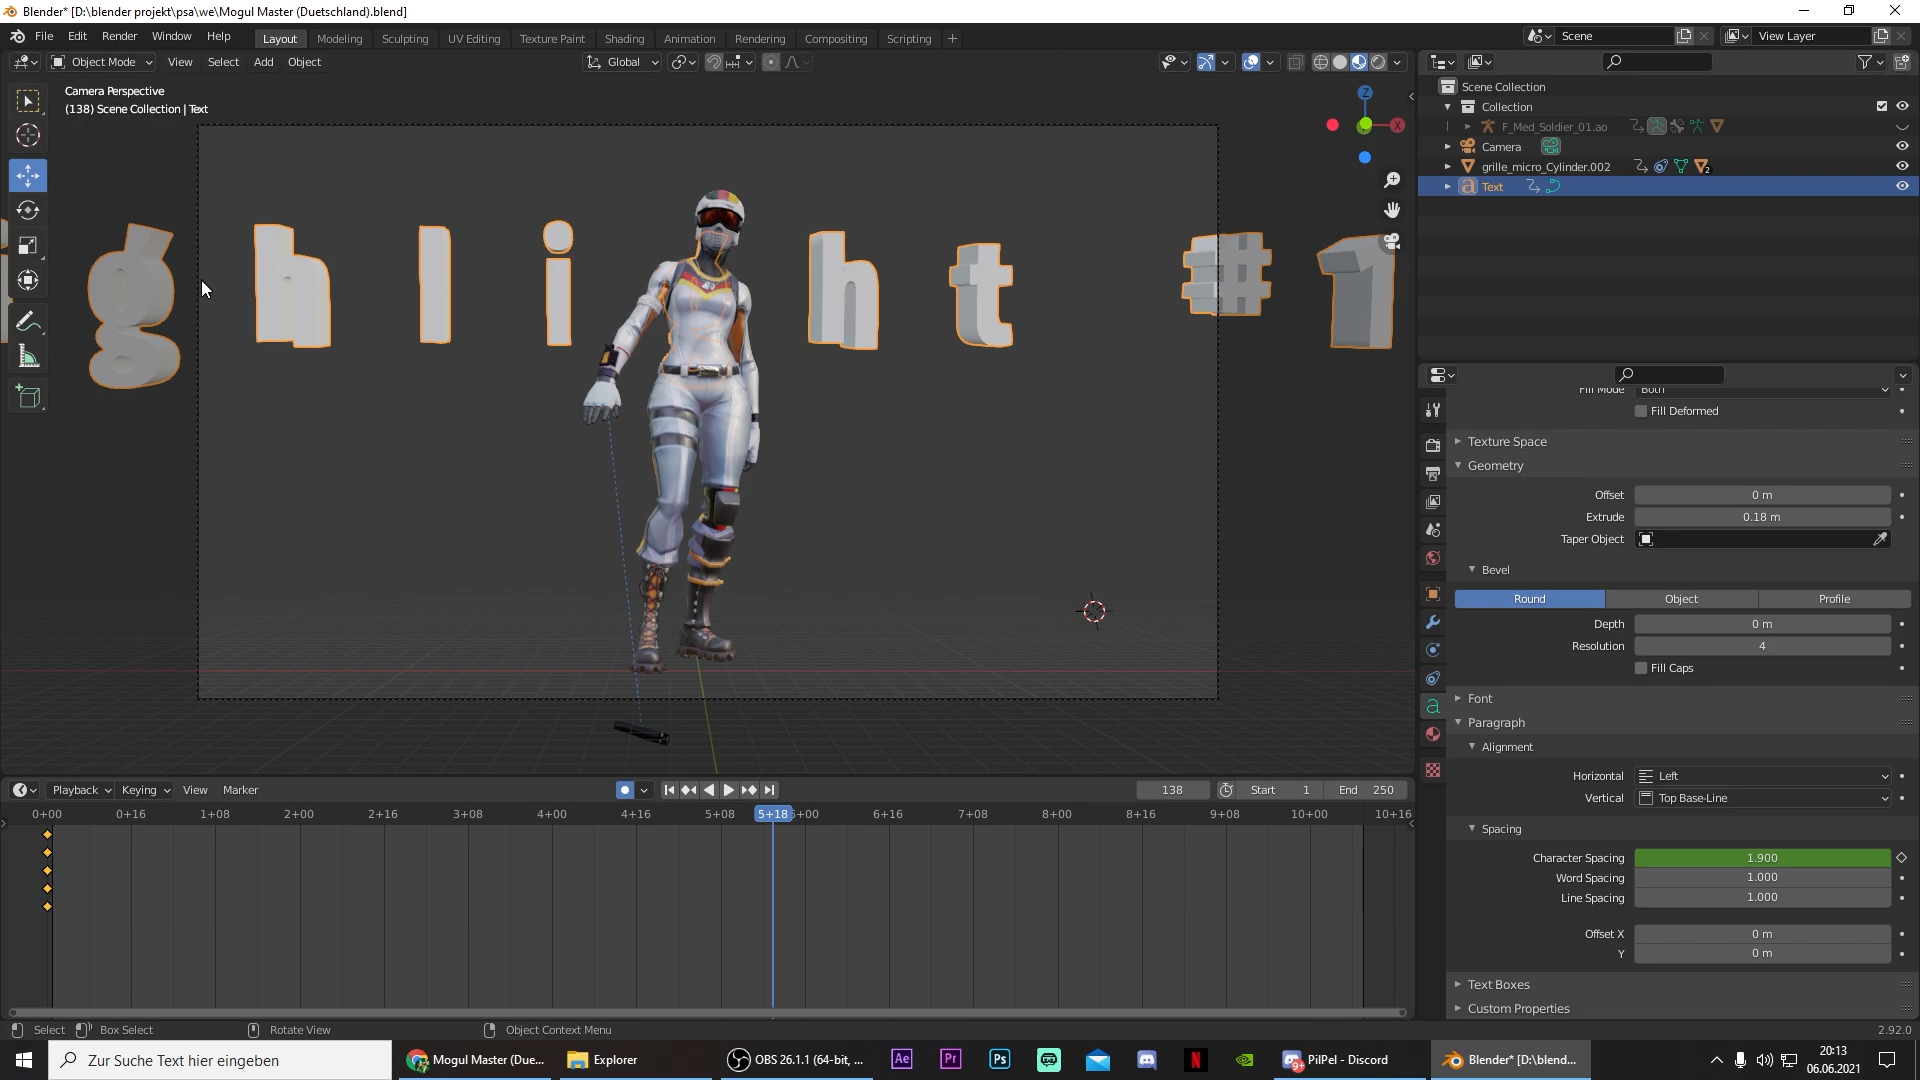 Blender* [D:\blender projekt\psa\we\Mogul Master (Duetschland).blend]
File Edit Render Window Help Layout Modeling Sculpting UV Editing Texture Paint Shading Animation Rendering Compositing Scripting + Scene View Layer
Object Mode View Select Add Object Global
Camera Perspective
(138) Scene Collection | Text
Scene Collection
Collection
F_Med_Soldier_01.ao
Camera
grille_micro_Cylinder.002 2
a Text
Z
X
g h l i h t #1
Fill Mode Both
Fill Deformed
Texture Space
Geometry
Offset 0 m
Extrude 0.18 m
Taper Object
Bevel
Round Object Profile
Depth 0 m
Resolution 4
Fill Caps
Font
Paragraph
Alignment
Horizontal Left
Vertical Top Base-Line
Spacing
Character Spacing 1.900
Word Spacing 1.000
Line Spacing 1.000
Offset X 0 m
Y 0 m
Text Boxes
Custom Properties
Playback Keying View Marker 138 Start 1 End 250
0+00 0+16 1+08 2+00 2+16 3+08 4+00 4+16 5+08 5+18 6+16 7+08 8+00 8+16 9+08 10+00 10+16
Select Box Select Rotate View Object Context Menu 2.92.0
Zur Suche Text hier eingeben Mogul Master (Due... Explorer OBS 26.1.1 (64-bit, ... Ae Pr Ps N 9+ PilPel - Discord Blender* [D:\blend...
20:13
06.06.2021